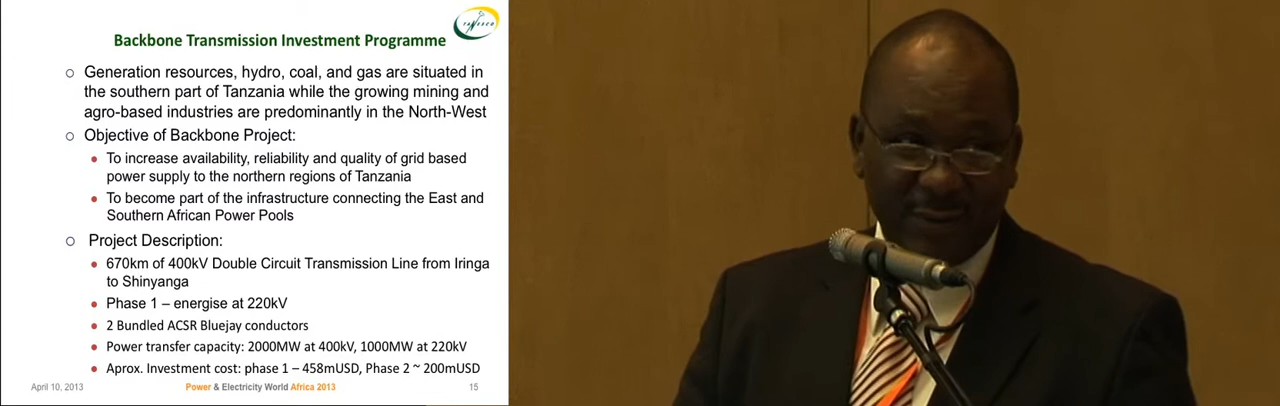 TANESCO
Backbone Transmission Investment Programme
Generation resources, hydro, coal, and gas are situated in
the southern part of Tanzania while the growing mining and
agro-based industries are predominantly in the North-West
Objective of Backbone Project:
To increase availability, reliability and quality of grid based
power supply to the northern regions of Tanzania
To become part of the infrastructure connecting the East and
Southern African Power Pools
Project Description:
670km of 400kV Double Circuit Transmission Line from Iringa
to Shinyanga
Phase 1 – energise at 220kV
2 Bundled ACSR Bluejay conductors
Power transfer capacity: 2000MW at 400kV, 1000MW at 220kV
Aprox. Investment cost: phase 1 – 458mUSD, Phase 2 ~ 200mUSD
April 10, 2013 Power & Electricity World Africa 2013 15